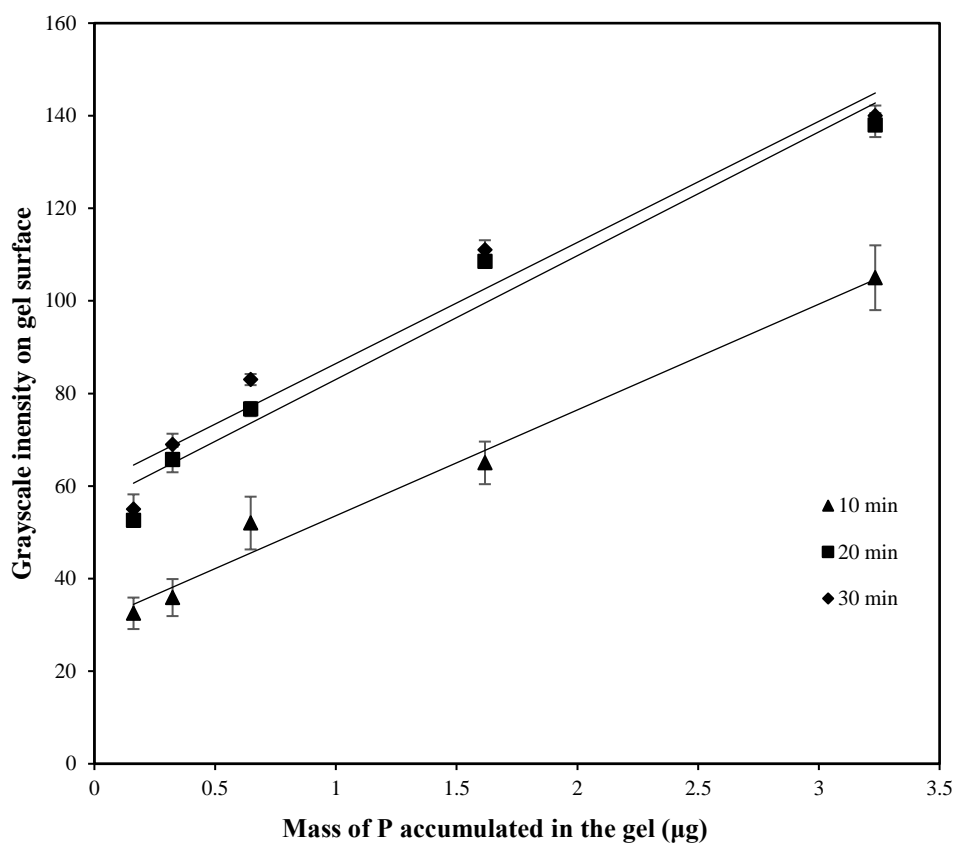 160
140
120
100
80
60
40
20
0
Grayscale inensity on gel surface
10 min
20 min
30 min
0 0.5 1 1.5 2 2.5 3 3.5
Mass of P accumulated in the gel (µg)